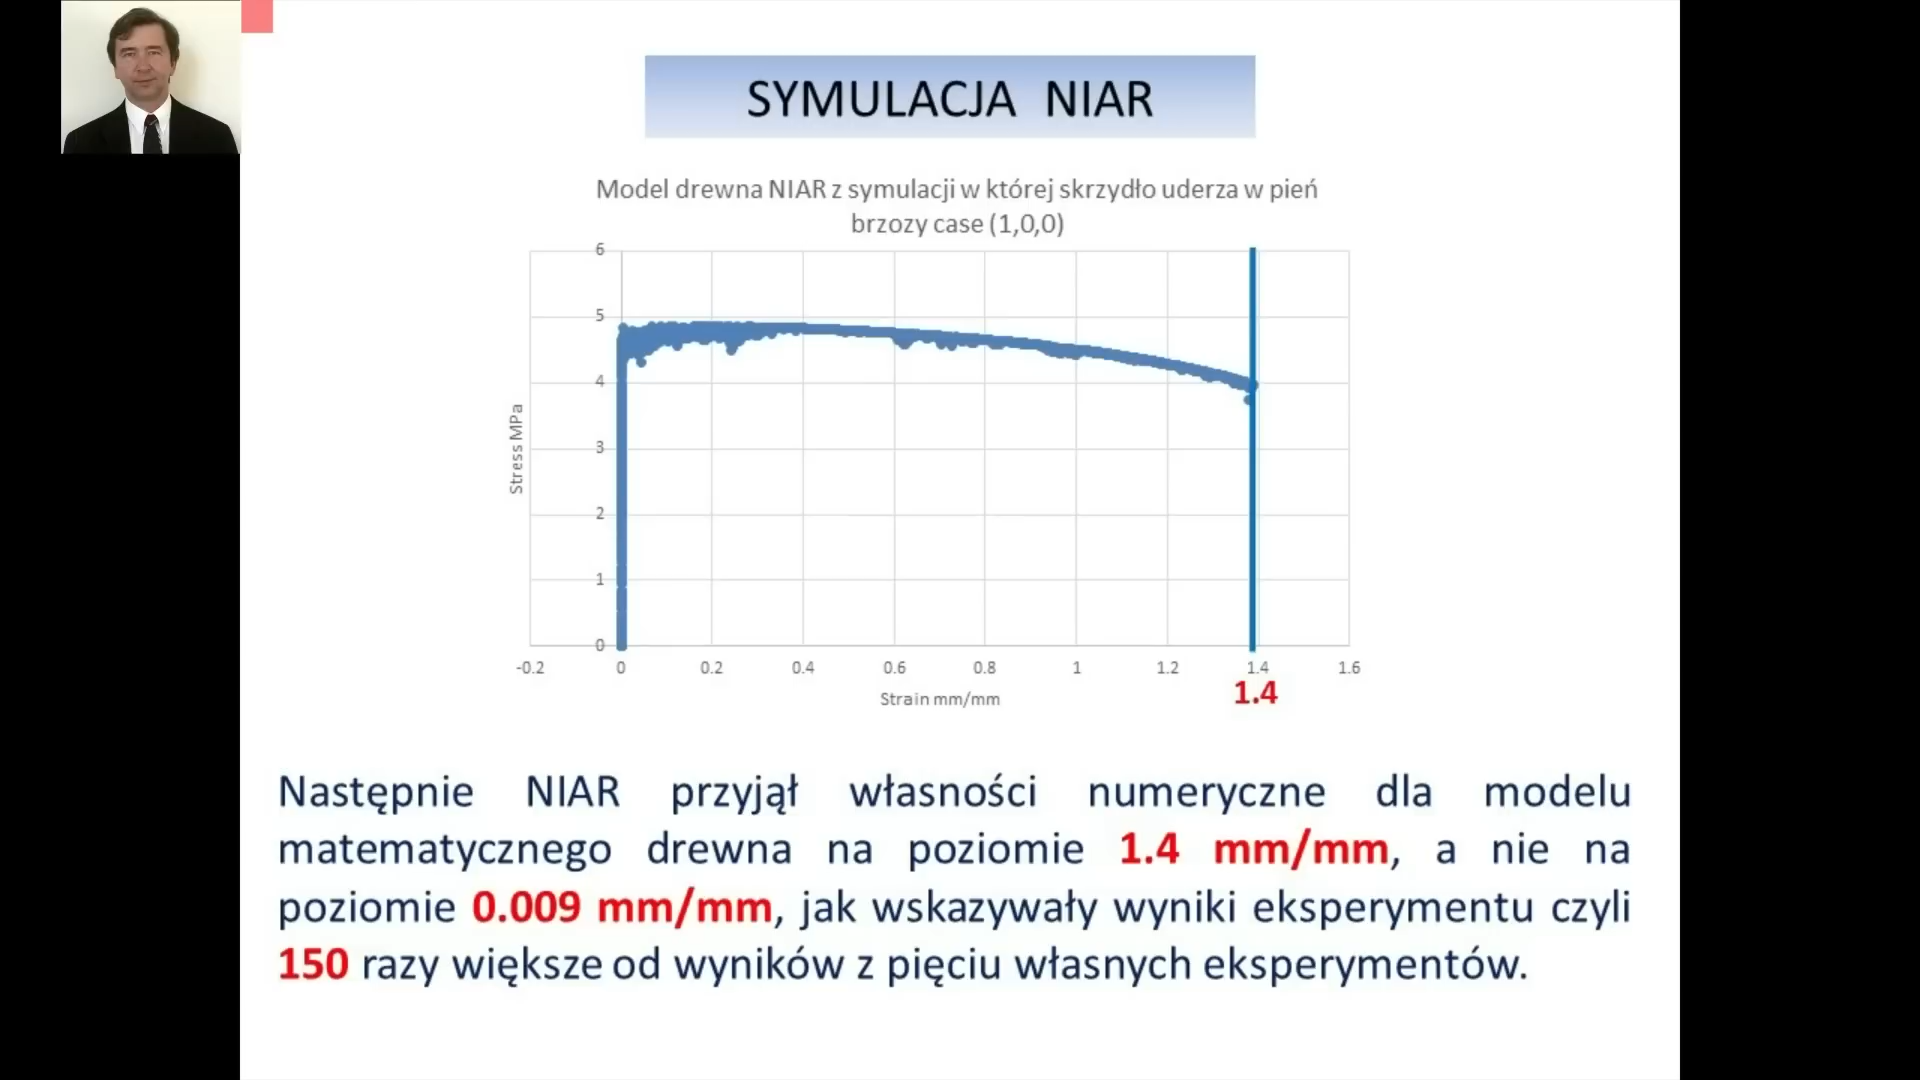 SYMULACJA NIAR
Model drewna NIAR z symulacji w której skrzydło uderza w pień
brzozy case (1,0,0)
6
5
4
3
2
1
0
Stress MPa
-0.2 0 0.2 0.4 0.6 0.8 1 1.2 1.4 1.6
Strain mm/mm
1.4
Następnie NIAR przyjął własności numeryczne dla modelu
matematycznego drewna na poziomie 1.4 mm/mm, a nie na
poziomie 0.009 mm/mm, jak wskazywały wyniki eksperymentu czyli
150 razy większe od wyników z pięciu własnych eksperymentów.